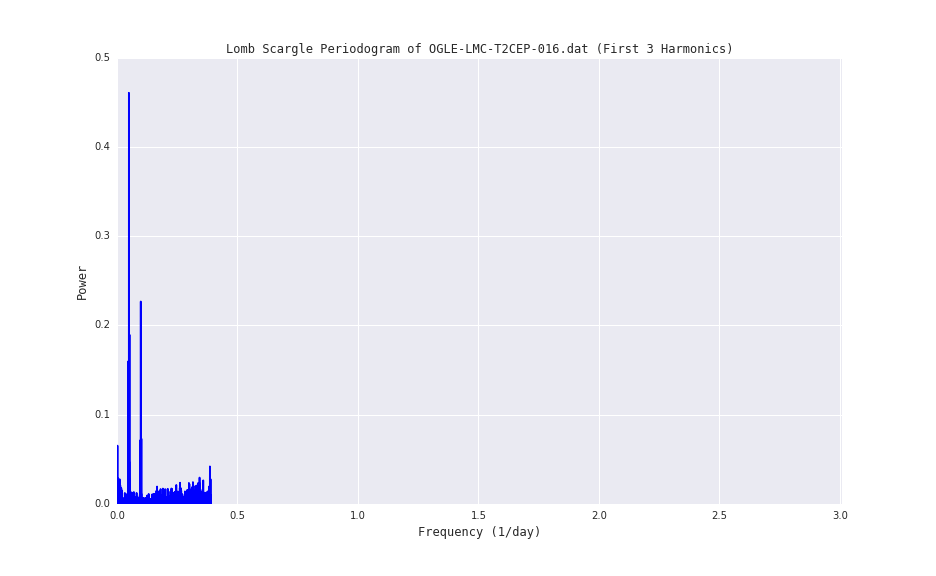 Lomb Scargle Periodogram of OGLE-LMC-T2CEP-016.dat (First 3 Harmonics)
0.5
0.4
0.3
0.2
0.1
0.0
Power
0.0 0.5 1.0 1.5 2.0 2.5 3.0
Frequency (1/day)